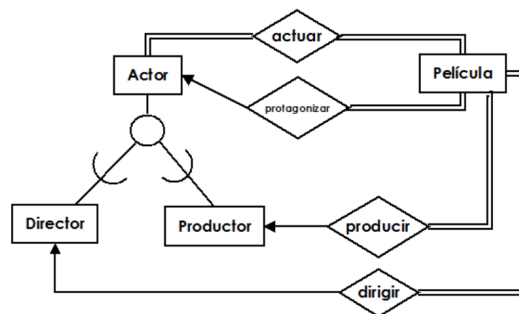 actuar
Actor
Película
protagonizar
Director
Productor
producir
dirigir